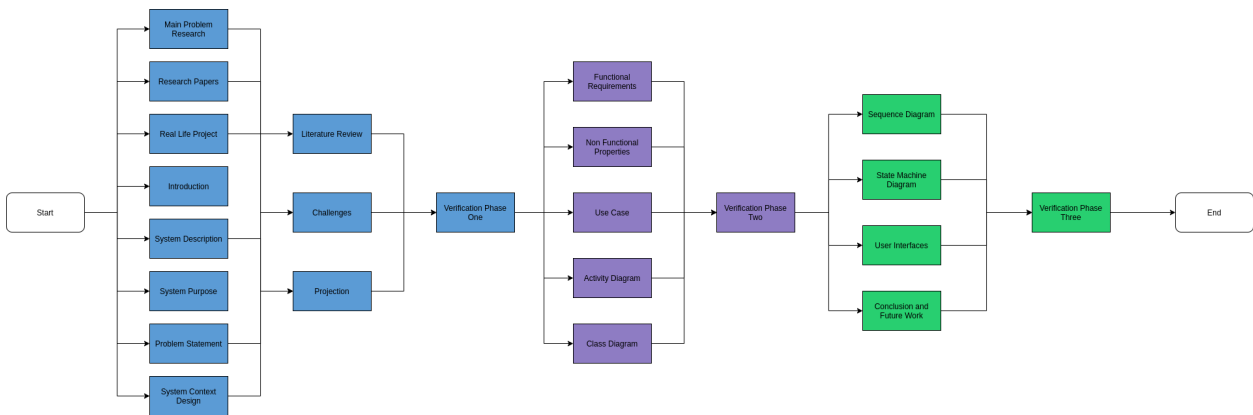 Start
Main Problem
Research
Research Papers
Real Life Project
Introduction
System Description
System Purpose
Problem Statement
System Context
Design
Literature Review
Challenges
Projection
Verification Phase
One
Functional
Requirements
Non Functional
Properties
Use Case
Activity Diagram
Class Diagram
Verification Phase
Two
Sequence Diagram
State Machine
Diagram
User Interfaces
Conclusion and
Future Work
Verification Phase
Three
End